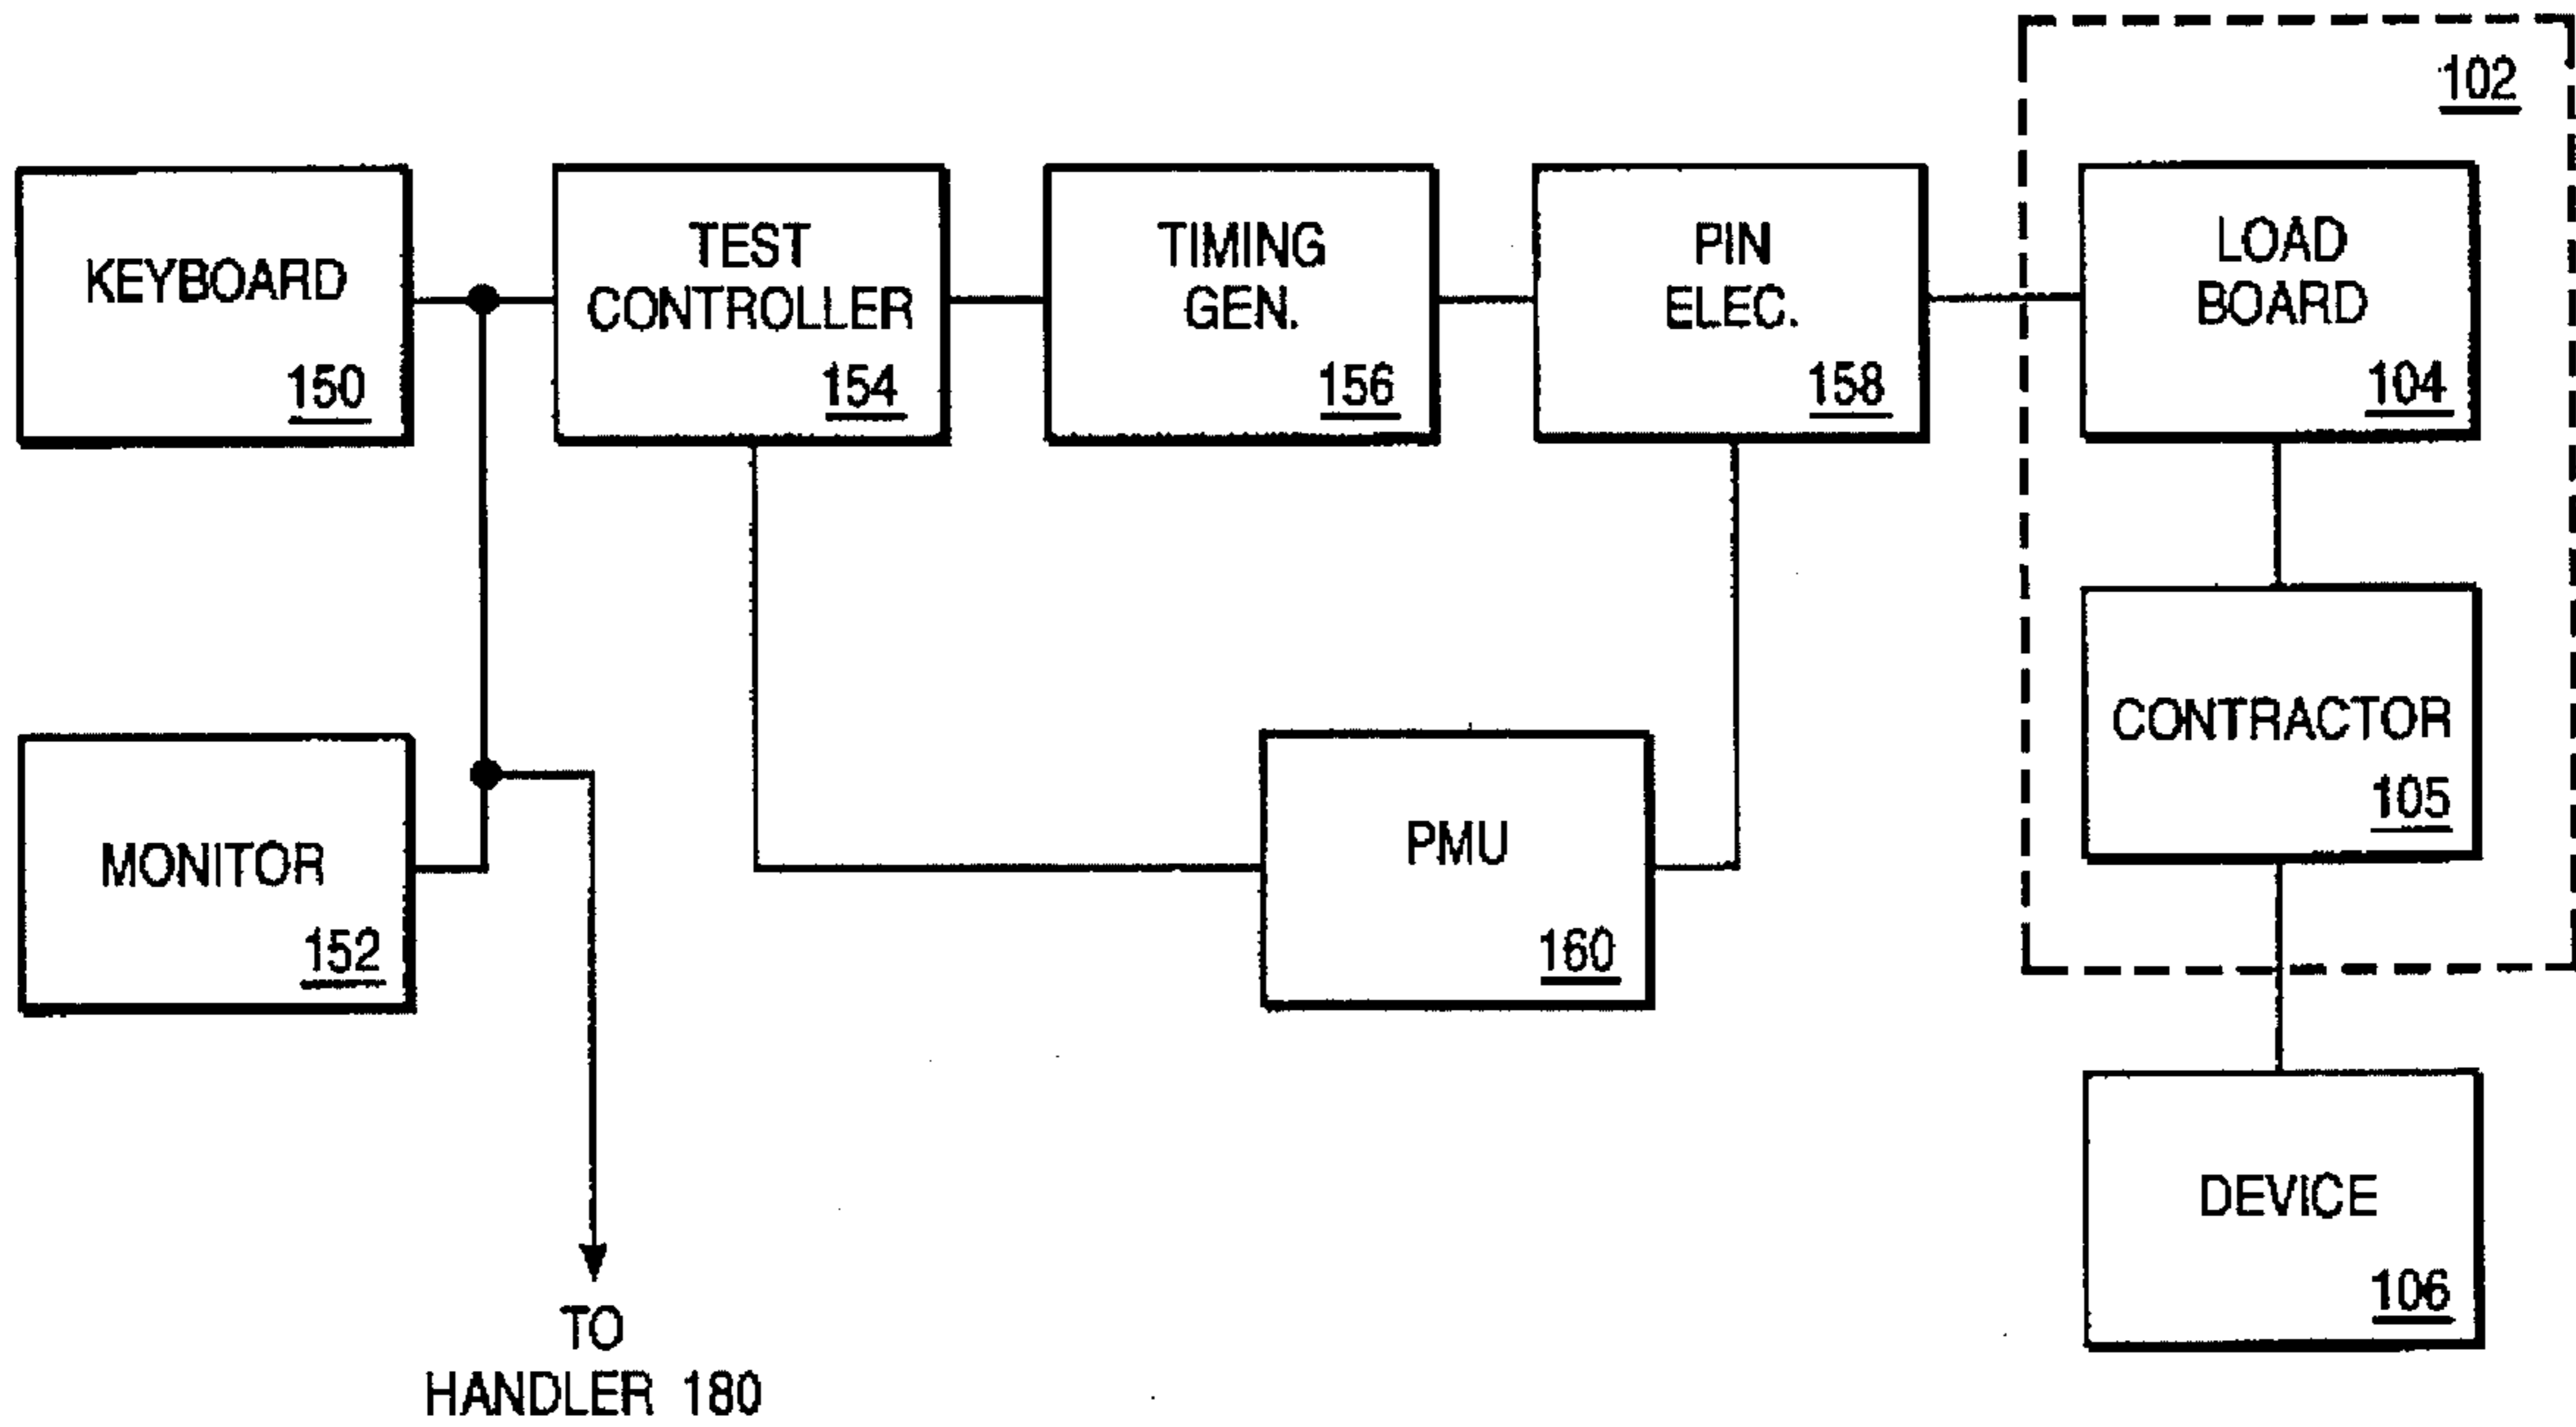 102
KEYBOARD
150
TEST
CONTROLLER
154
TIMING
GEN.
156
PIN
ELEC.
158
LOAD
BOARD
104
CONTRACTOR
105
MONITOR
152
PMU
160
DEVICE
106
TO
HANDLER 180